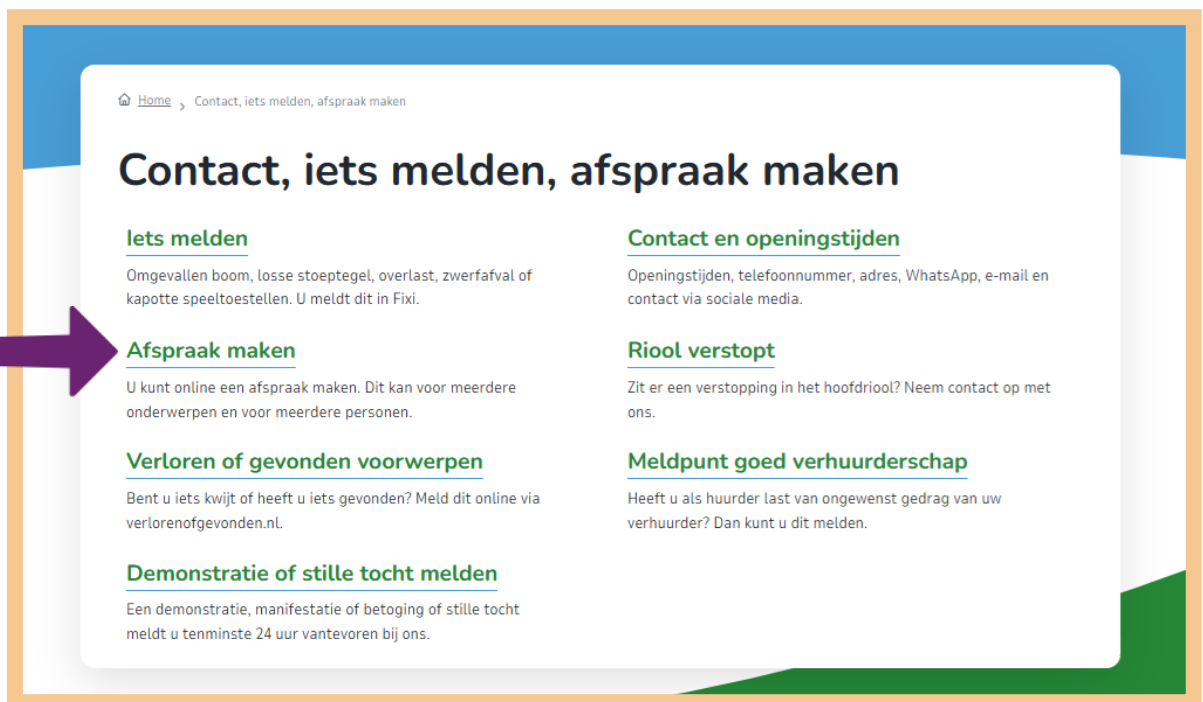 Home > Contact, iets melden, afspraak maken
Contact, iets melden, afspraak maken
Iets melden
Omgevallen boom, losse stoeptegel, overlast, zwerfafval of
kapotte speeltoestellen. U meldt dit in Fixi.
Afspraak maken
U kunt online een afspraak maken. Dit kan voor meerdere
onderwerpen en voor meerdere personen.
Verloren of gevonden voorwerpen
Bent u iets kwijt of heeft u iets gevonden? Meld dit online via
verlorenofgevonden.nl.
Demonstratie of stille tocht melden
Een demonstratie, manifestatie of betoging of stille tocht
meldt u tenminste 24 uur vantevoren bij ons.
Contact en openingstijden
Openingstijden, telefoonnummer, adres, WhatsApp, e-mail en
contact via sociale media.
Riool verstopt
Zit er een verstopping in het hoofdriool? Neem contact op met
ons.
Meldpunt goed verhuurderschap
Heeft u als huurder last van ongewenst gedrag van uw
verhuurder? Dan kunt u dit melden.